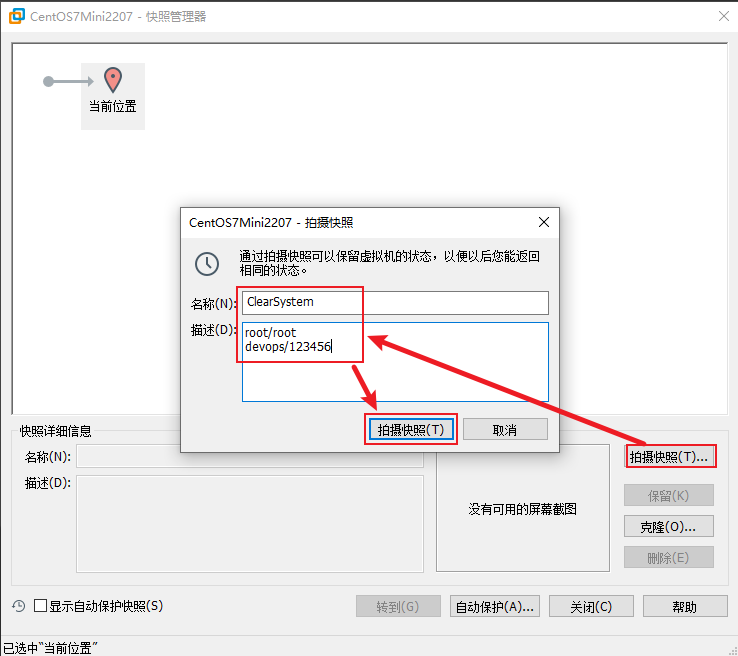 CentOS7Mini2207 - 快照管理器
当前位置
CentOS7Mini2207 - 拍摄快照
通过拍摄快照可以保留虚拟机的状态，以便以后您能返回
相同的状态。
名称(N):
ClearSystem
描述(D):
root/root
devops/123456
拍摄快照(T)
取消
快照详细信息
名称(N):
描述(D):
没有可用的屏幕截图
拍摄快照(T)...
保留(K)
克隆(O)...
删除(E)
显示自动保护快照(S)
转到(G)
自动保护(A)...
关闭(C)
帮助
已选中“当前位置”